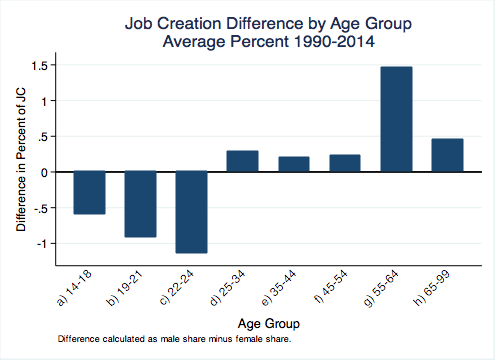 Job Creation Difference by Age Group
Average Percent 1990-2014
Difference in Percent of JC
1.5
1
.5
0
-.5
-1
a) 14-18
b) 19-21
c) 22-24
d) 25-34
e) 35-44
f) 45-54
g) 55-64
h) 65-99
Age Group
Difference calculated as male share minus female share.